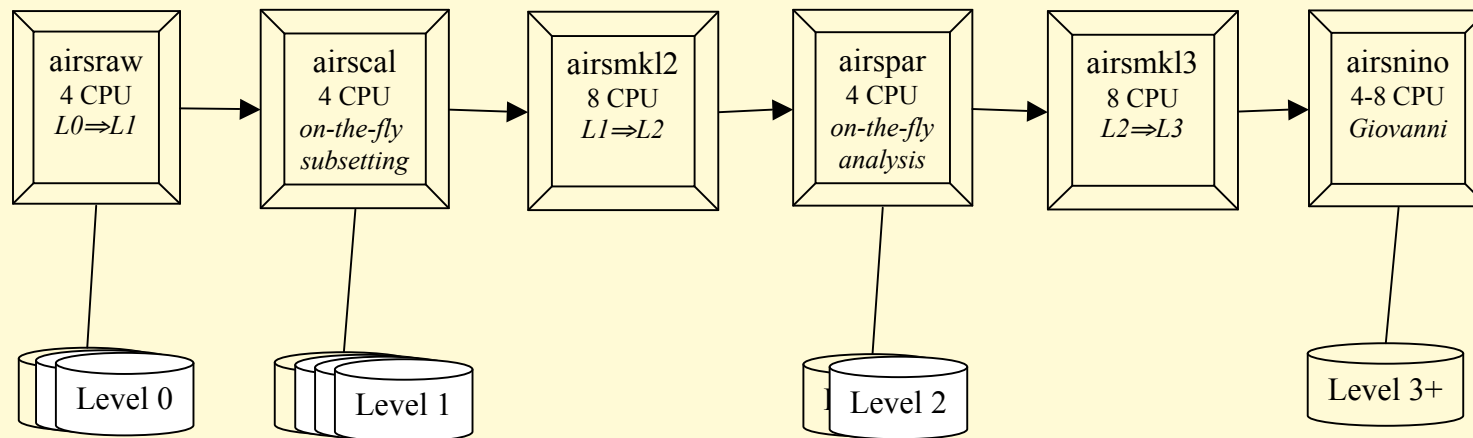 airsraw
4 CPU
L0⇒L1
airscal
4 CPU
on-the-fly
subsetting
airsmkl2
8 CPU
L1⇒L2
airspar
4 CPU
on-the-fly
analysis
airsmkl3
8 CPU
L2⇒L3
airsnino
4-8 CPU
Giovanni
Level 0
Level 1
Level 2
Level 3+